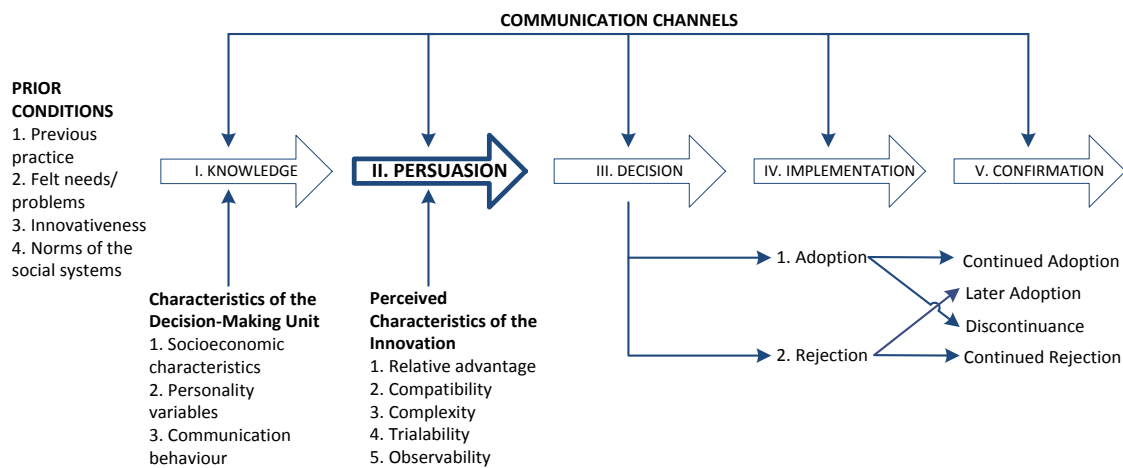 COMMUNICATION CHANNELS
PRIOR
CONDITIONS
1. Previous
practice
2. Felt needs/
problems
3. Innovativeness
4. Norms of the
social systems
I. KNOWLEDGE
II. PERSUASION
III. DECISION
IV. IMPLEMENTATION
V. CONFIRMATION
1. Adoption
2. Rejection
Continued Adoption
Later Adoption
Discontinuance
Continued Rejection
Characteristics of the
Decision-Making Unit
1. Socioeconomic
characteristics
2. Personality
variables
3. Communication
behaviour
Perceived
Characteristics of the
Innovation
1. Relative advantage
2. Compatibility
3. Complexity
4. Trialability
5. Observability